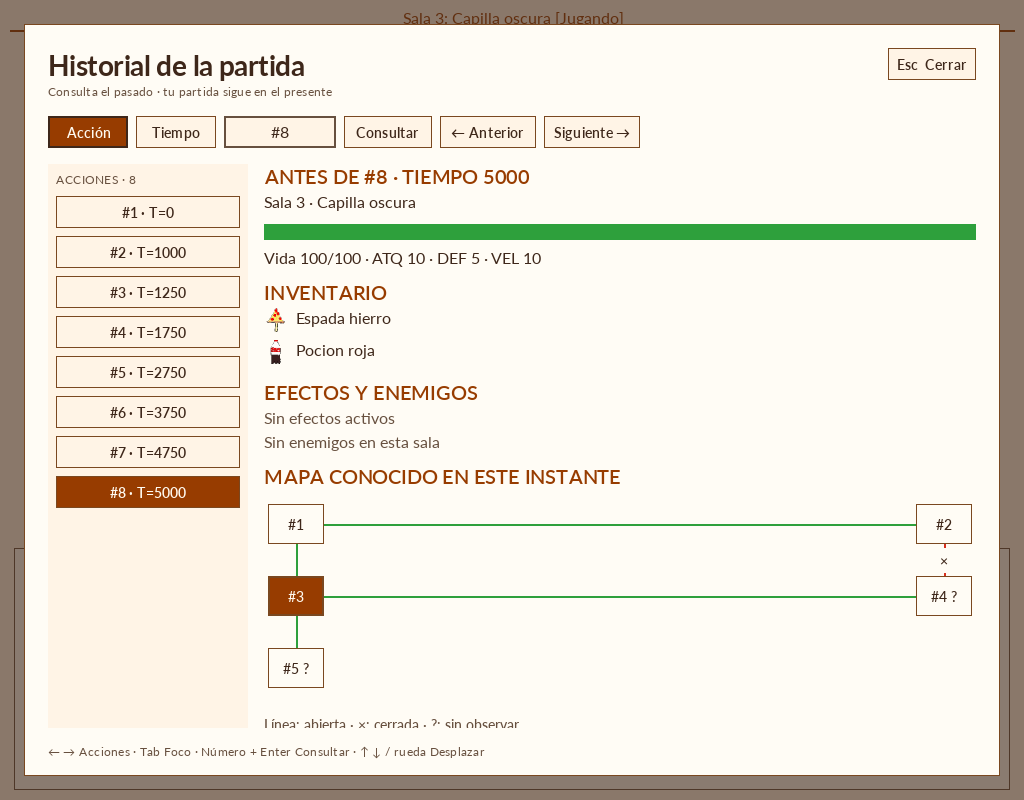 Sala 3: Capilla oscura [Jugando]
Historial de la partida
Esc Cerrar
Consulta el pasado · tu partida sigue en el presente
Acción
Tiempo
#8
Consultar
← Anterior
Siguiente →
ACCIONES · 8
#1 · T=0
#2 · T=1000
#3 · T=1250
#4 · T=1750
#5 · T=2750
#6 · T=3750
#7 · T=4750
#8 · T=5000
ANTES DE #8 · TIEMPO 5000
Sala 3 · Capilla oscura
Vida 100/100 · ATQ 10 · DEF 5 · VEL 10
INVENTARIO
Espada hierro
Pocion roja
EFECTOS Y ENEMIGOS
Sin efectos activos
Sin enemigos en esta sala
MAPA CONOCIDO EN ESTE INSTANTE
#1
#2
×
#3
#4 ?
#5 ?
Línea: abierta · ×: cerrada · ?: sin observar
← → Acciones · Tab Foco · Número + Enter Consultar · ↑ ↓ / rueda Desplazar